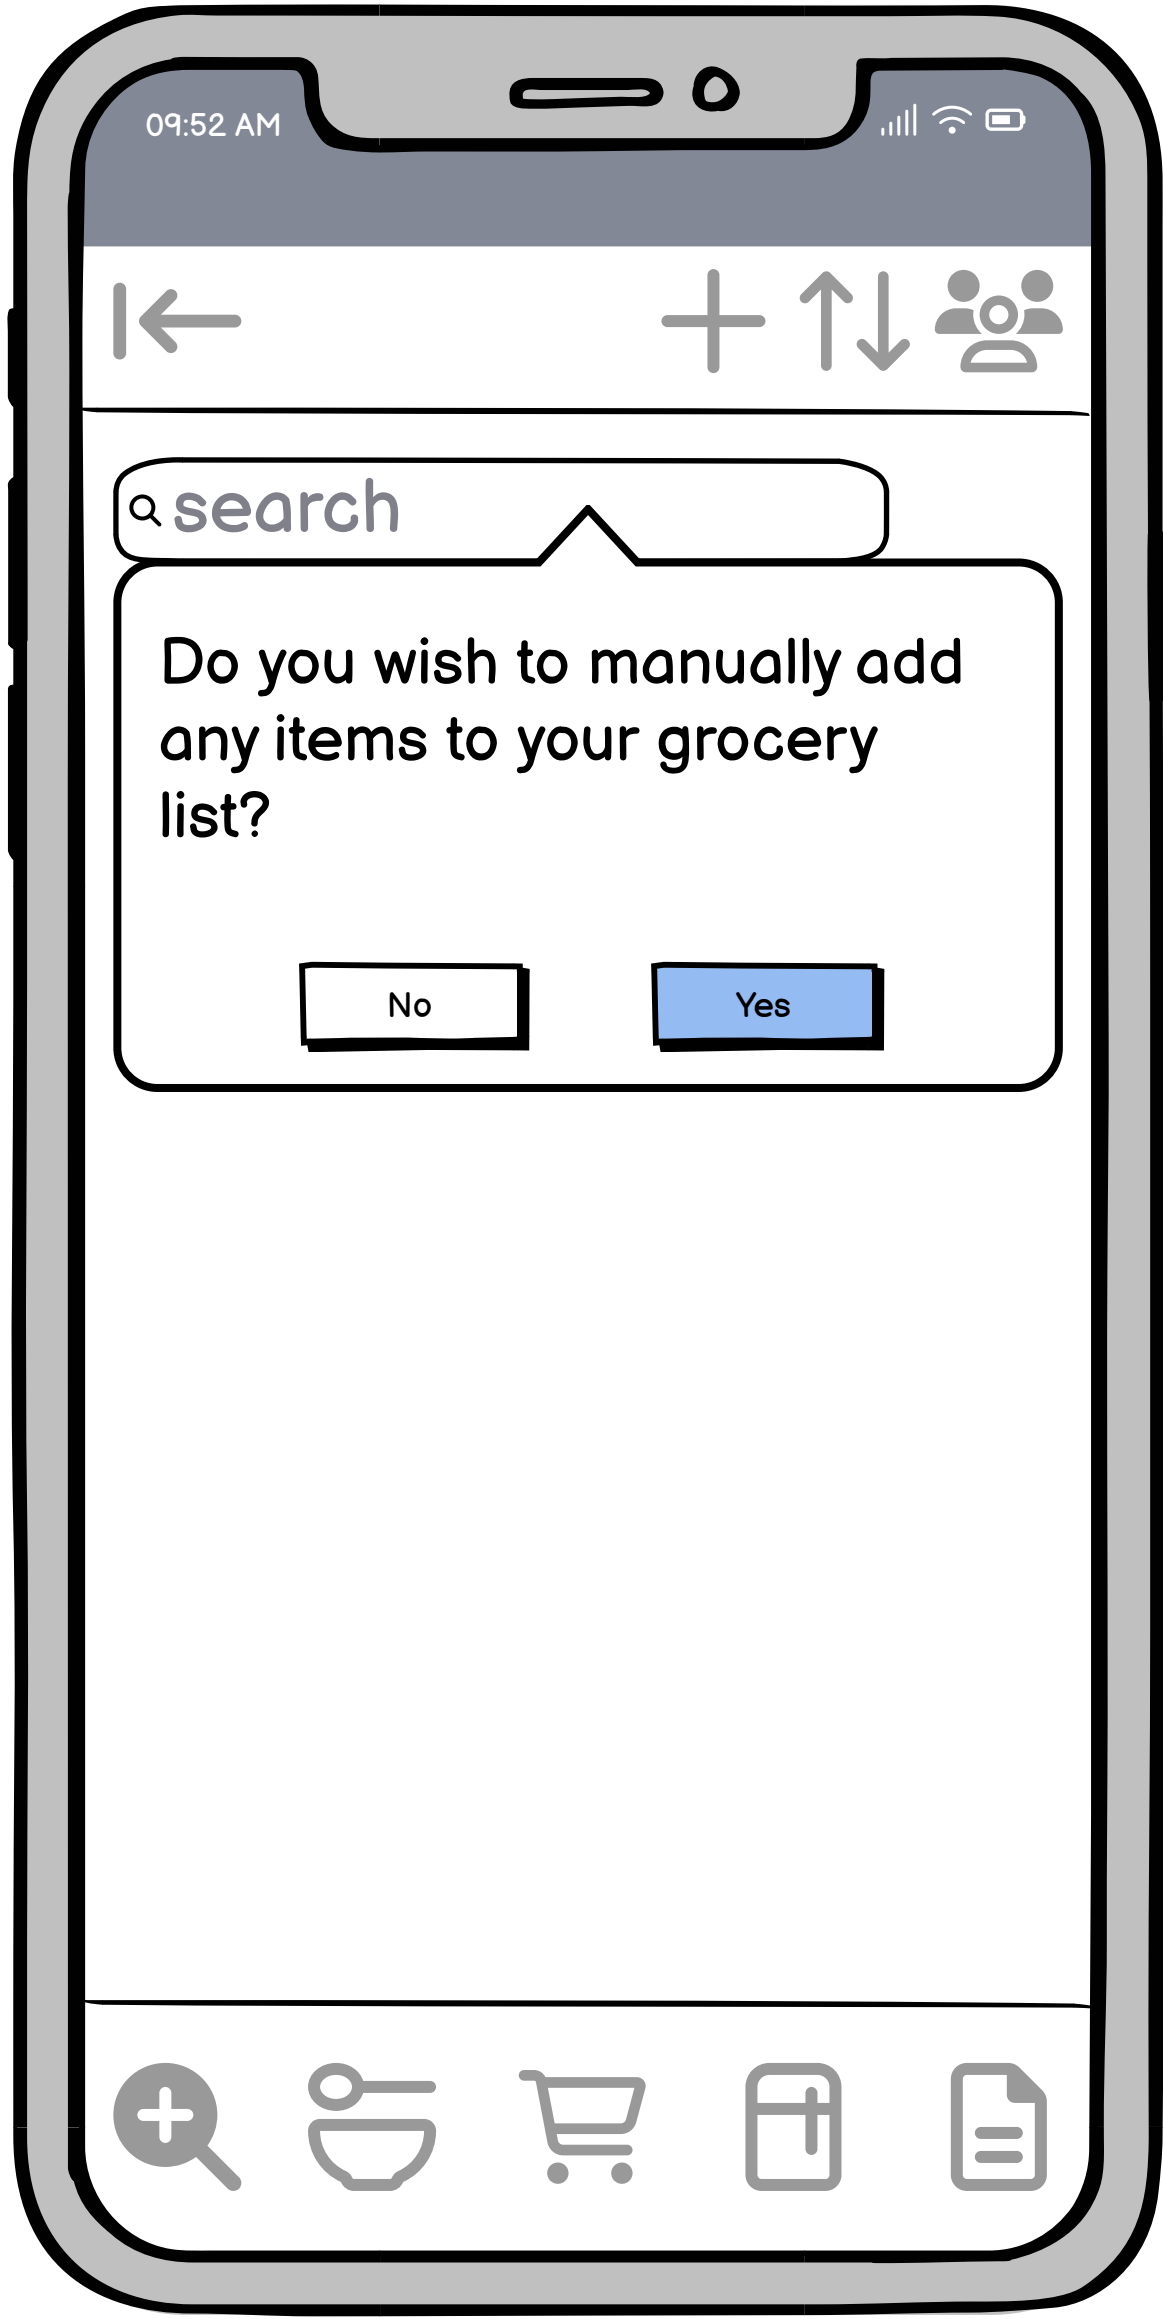 09:52 AM
search
Do you wish to manually add
any items to your grocery
list?
No
Yes